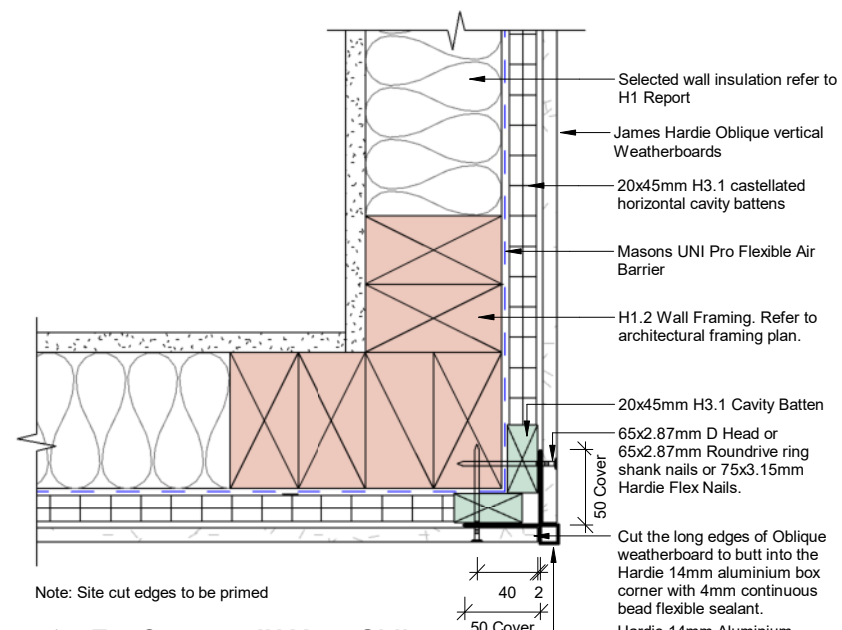 Selected wall insulation refer to
H1 Report
James Hardie Oblique vertical
Weatherboards
20x45mm H3.1 castellated
horizontal cavity battens
Masons UNI Pro Flexible Air
Barrier
H1.2 Wall Framing. Refer to
architectural framing plan.
20x45mm H3.1 Cavity Batten
65x2.87mm D Head or
65x2.87mm Roundrive ring
shank nails or 75x3.15mm
Hardie Flex Nails.
50 Cover
Cut the long edges of Oblique
weatherboard to butt into the
Hardie 14mm aluminium box
corner with 4mm continuous
bead flexible sealant.
Note: Site cut edges to be primed
40 2
50 Cover
Hardie 14mm Aluminium